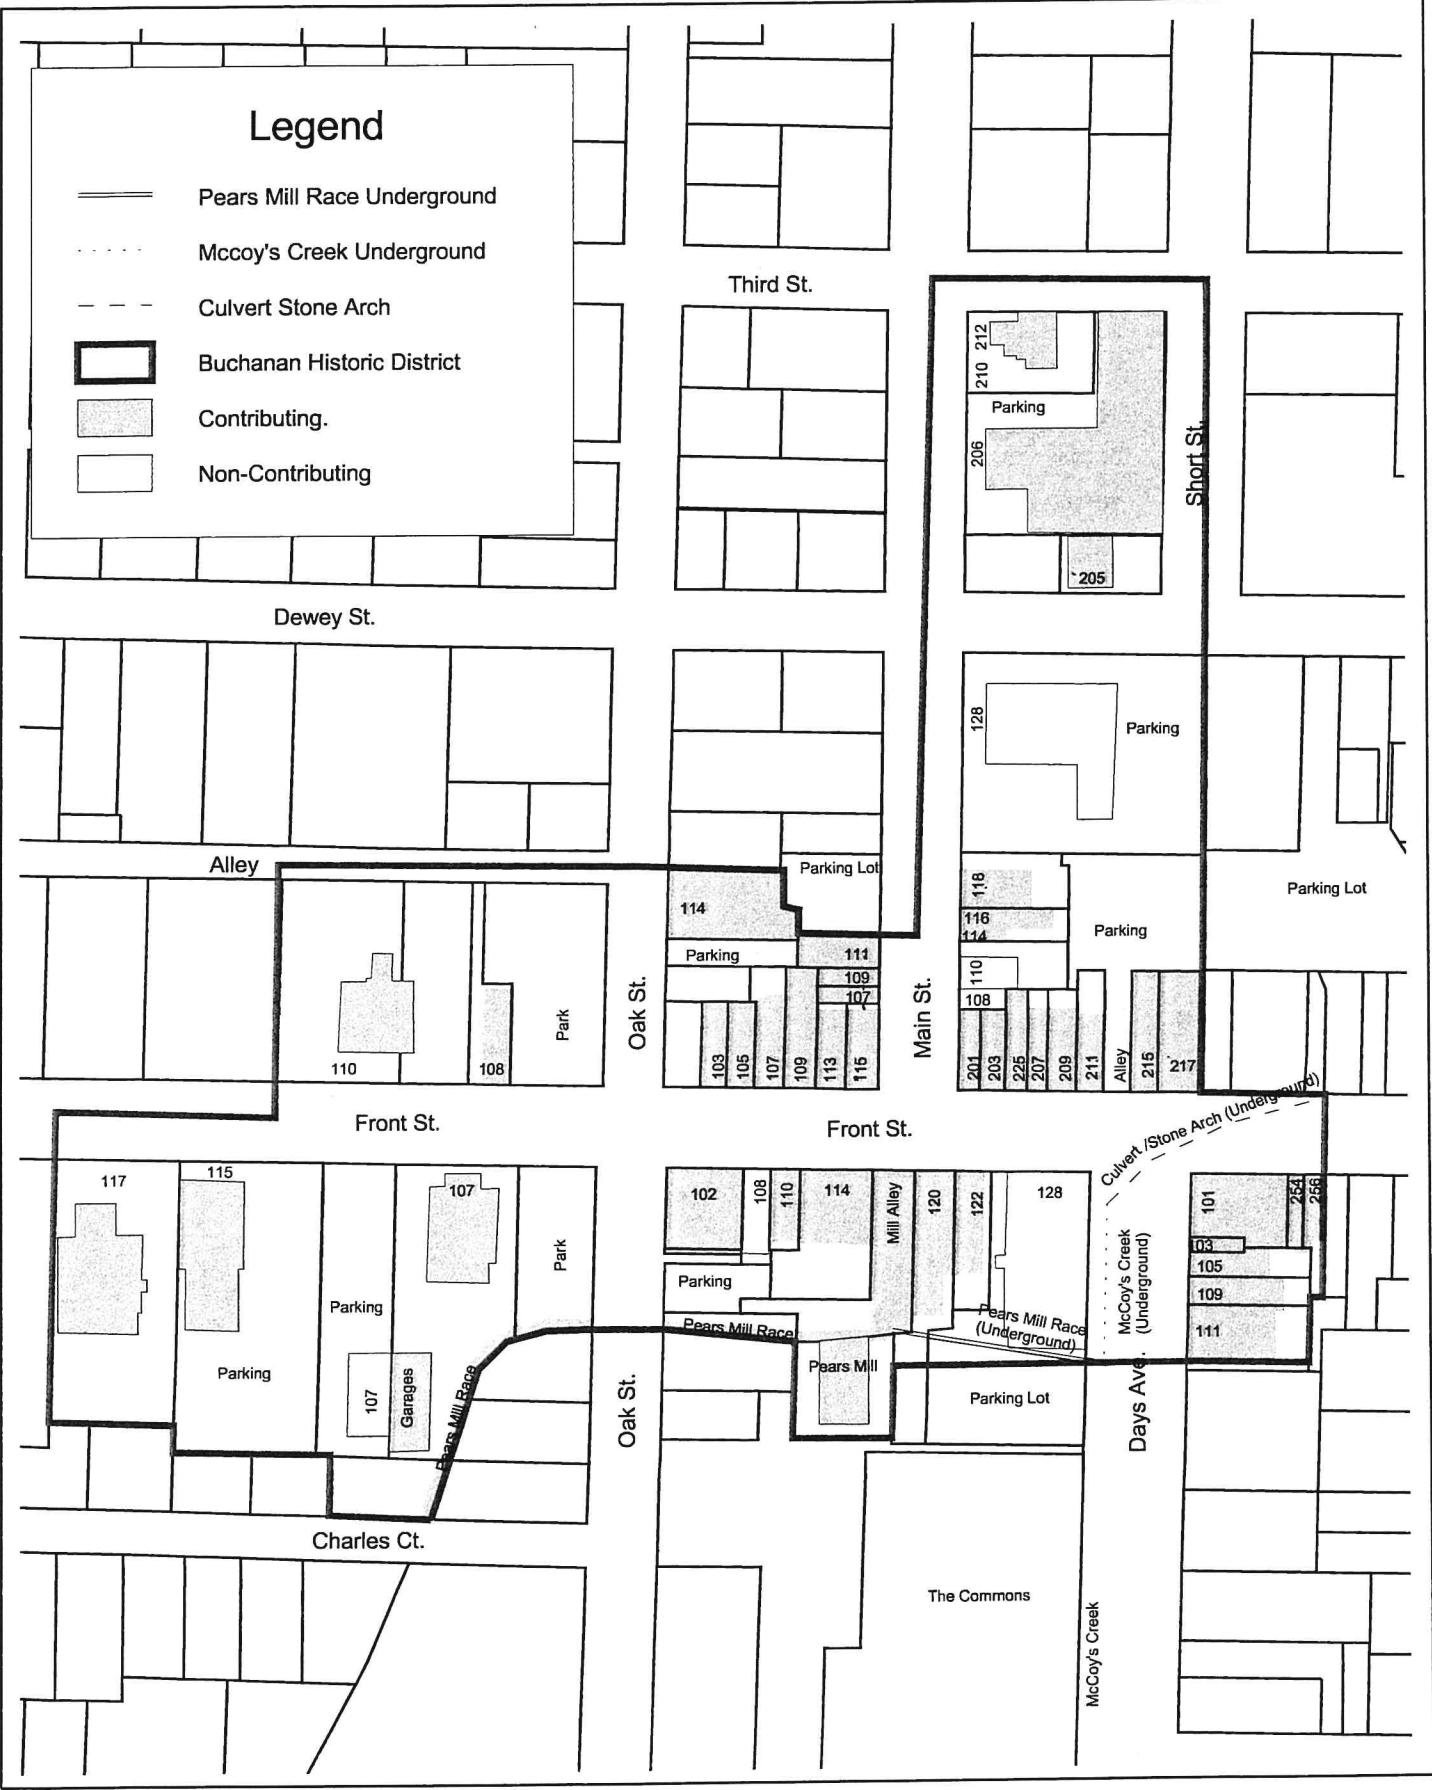 Legend
Pears Mill Race Underground
Mccoy's Creek Underground
Culvert Stone Arch
Buchanan Historic District
Contributing.
Non-Contributing
Third St.
212
210
Parking
206
Short St.
205
Dewey St.
128
Parking
Alley
Parking Lot
118
Parking Lot
114
116
114
Parking
Parking
111
109
107
110
108
Oak St.
Main St.
Park
110
108
103
105
107
109
113
115
201
203
225
207
209
211
Alley
215
217
Front St.
Front St.
Culvert /Stone Arch (Underground)
117
115
107
Park
102
108
110
114
Mill Alley
120
122
128
McCoy's Creek
(Underground)
101
254
256
103
105
109
111
Parking
Parking
Pears Mill Race
Pears Mill Race
(Underground)
Parking
107
Garages
Pears Mill Race
Pears Mill
Parking Lot
Oak St.
Days Ave.
Charles Ct.
The Commons
McCoy's Creek